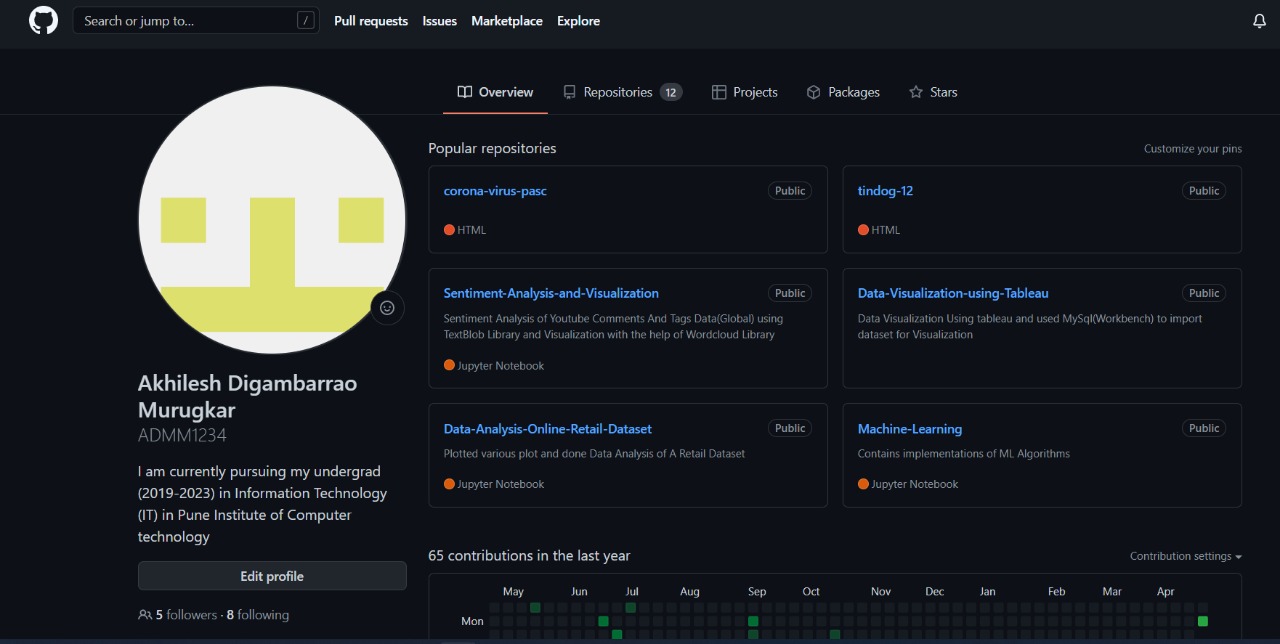 Search or jump to... /
Pull requests Issues Marketplace Explore
Overview Repositories 12 Projects Packages Stars
Popular repositories Customize your pins
corona-virus-pasc Public
HTML
tindog-12 Public
HTML
Sentiment-Analysis-and-Visualization Public
Sentiment Analysis of Youtube Comments And Tags Data(Global) using
TextBlob Library and Visualization with the help of Wordcloud Library
Jupyter Notebook
Data-Visualization-using-Tableau Public
Data Visualization Using tableau and used MySql(Workbench) to import
dataset for Visualization
Data-Analysis-Online-Retail-Dataset Public
Plotted various plot and done Data Analysis of A Retail Dataset
Jupyter Notebook
Machine-Learning Public
Contains implementations of ML Algorithms
Jupyter Notebook
Akhilesh Digambarrao
Murugkar
ADMM1234
I am currently pursuing my undergrad
(2019-2023) in Information Technology
(IT) in Pune Institute of Computer
technology
Edit profile
5 followers · 8 following
65 contributions in the last year Contribution settings
May Jun Jul Aug Sep Oct Nov Dec Jan Feb Mar Apr
Mon